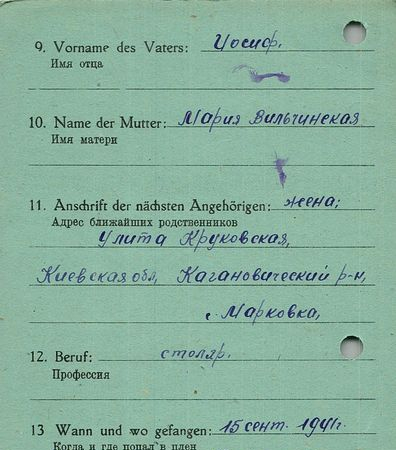 9. Vorname des Vaters: Иосиф.
Имя отца
10. Name der Mutter: Мария Вильчинская
Имя матери
11. Anschrift der nächsten Angehörigen: жена;
Адрес ближайших родственников
Улита Круковская,
Киевская обл, Кагановический р-н,
с. Марковка,
12. Beruf: столяр.
Профессия
13 Wann und wo gefangen: 15 сент. 1941г.
Когда и где попал в плен